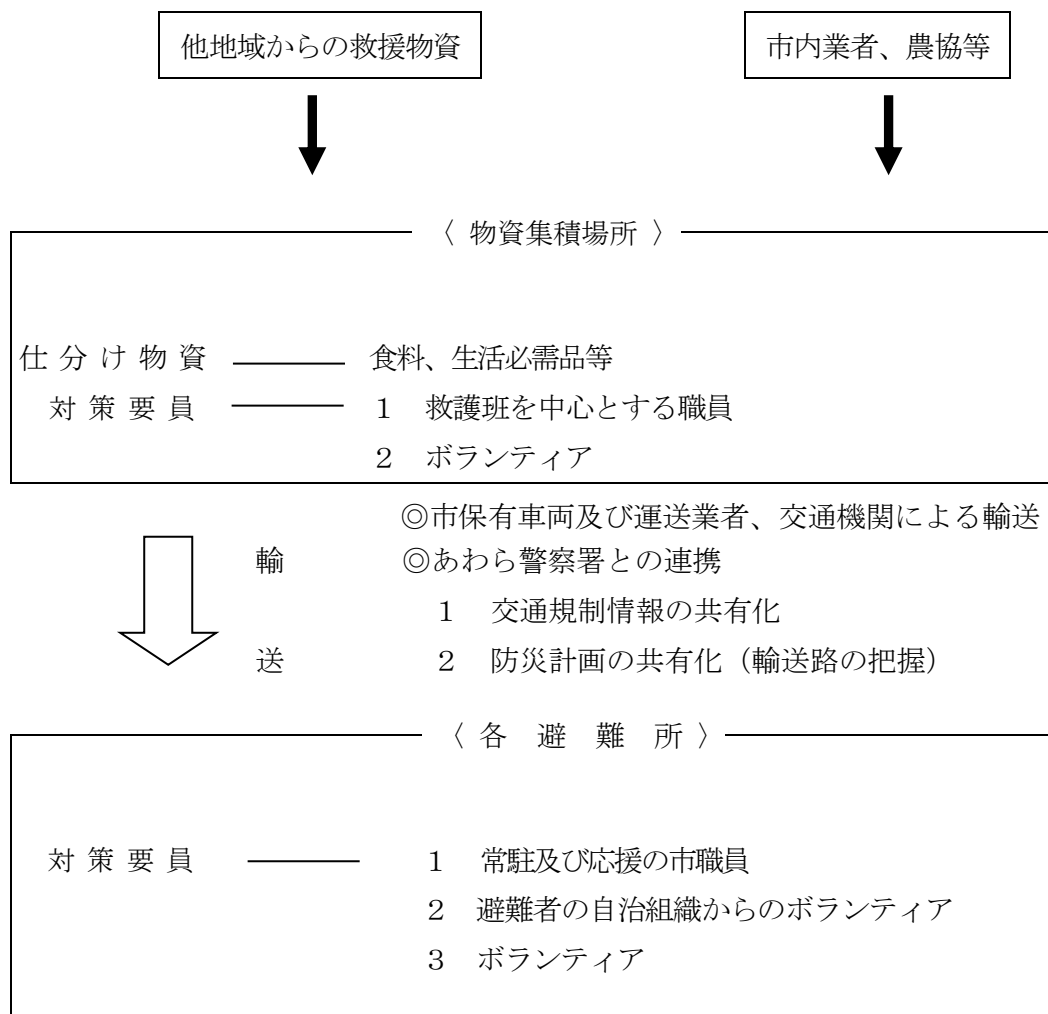 他地域からの救援物資
市内業者、農協等
〈 物資集積場所 〉
仕分け物資 食料、生活必需品等
対策要員 1 救護班を中心とする職員
2 ボランティア
◎市保有車両及び運送業者、交通機関による輸送
輸 ◎あわら警察署との連携
1 交通規制情報の共有化
送 2 防災計画の共有化（輸送路の把握）
〈 各 避 難 所 〉
対策要員 1 常駐及び応援の市職員
2 避難者の自治組織からのボランティア
3 ボランティア